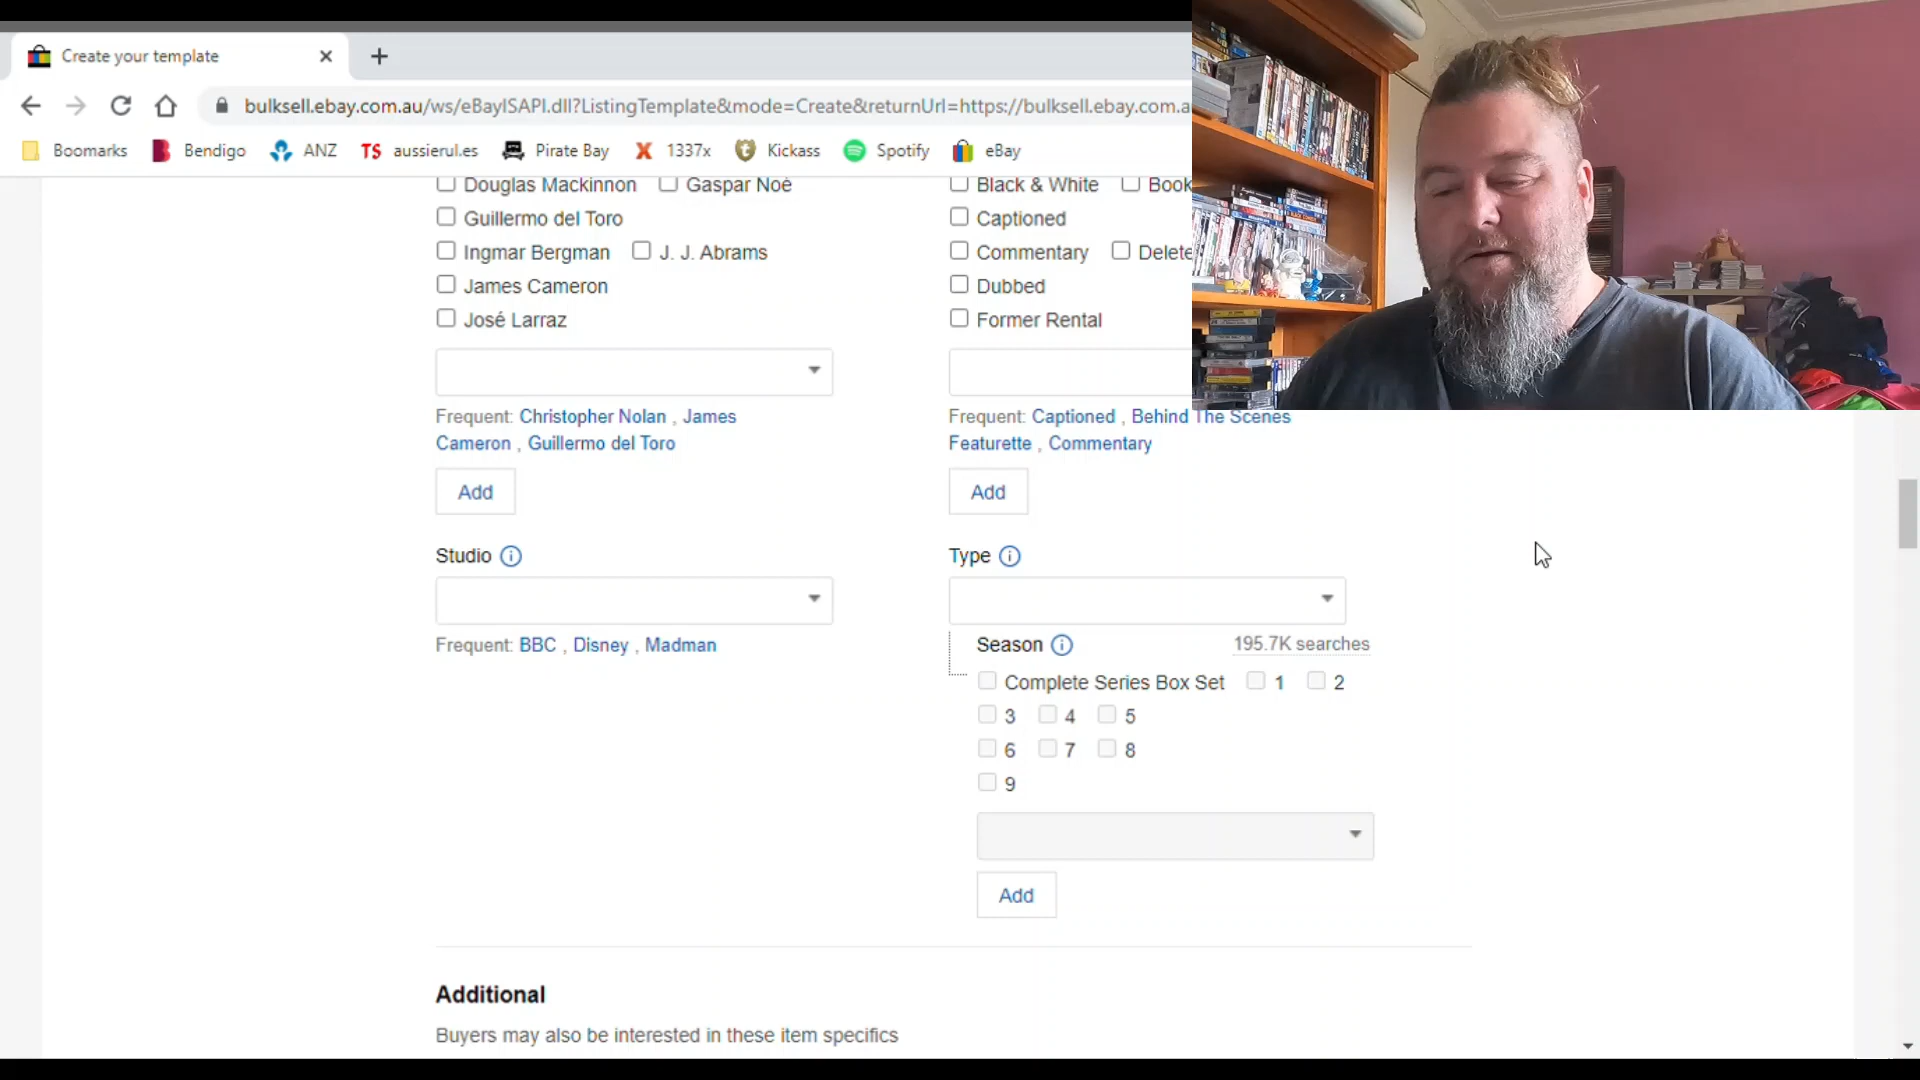 Create your template
bulksell.ebay.com.au/ws/eBayISAPI.dll?ListingTemplate&mode=Create&returnUrl=https://bulksell.ebay.com.a
Boomarks Bendigo ANZ TS aussierul.es Pirate Bay X 1337x Kickass Spotify eBay
Douglas Mackinnon Gaspar Noé
Guillermo del Toro
Ingmar Bergman J. J. Abrams
James Cameron
José Larraz
Frequent: Christopher Nolan , James
Cameron , Guillermo del Toro
Add
Black & White Book
Captioned
Commentary Delete
Dubbed
Former Rental
Frequent: Captioned , Behind The Scenes
Featurette , Commentary
Add
Studio
Frequent: BBC , Disney , Madman
Type
Season 195.7K searches
Complete Series Box Set 1 2
3 4 5
6 7 8
9
Add
Additional
Buyers may also be interested in these item specifics